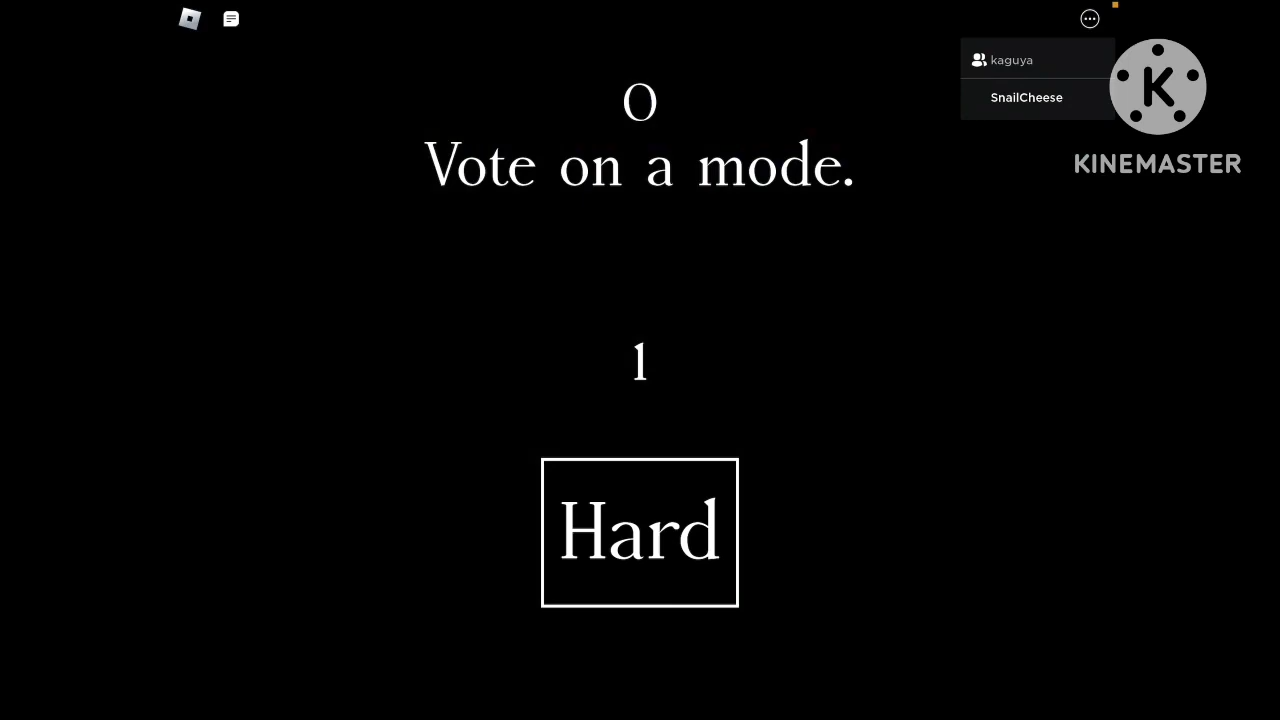 kaguya
SnailCheese
K
KINEMASTER
0
Vote on a mode.
1
Hard